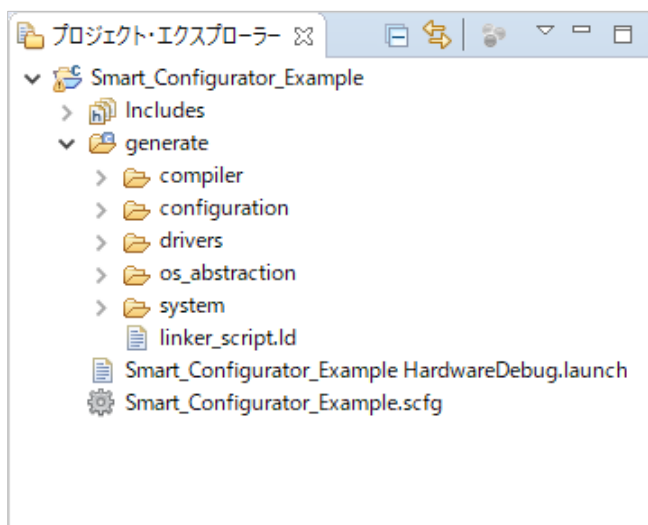 プロジェクト・エクスプローラー
Smart_Configurator_Example
Includes
generate
compiler
configuration
drivers
os_abstraction
system
linker_script.ld
Smart_Configurator_Example HardwareDebug.launch
Smart_Configurator_Example.scfg